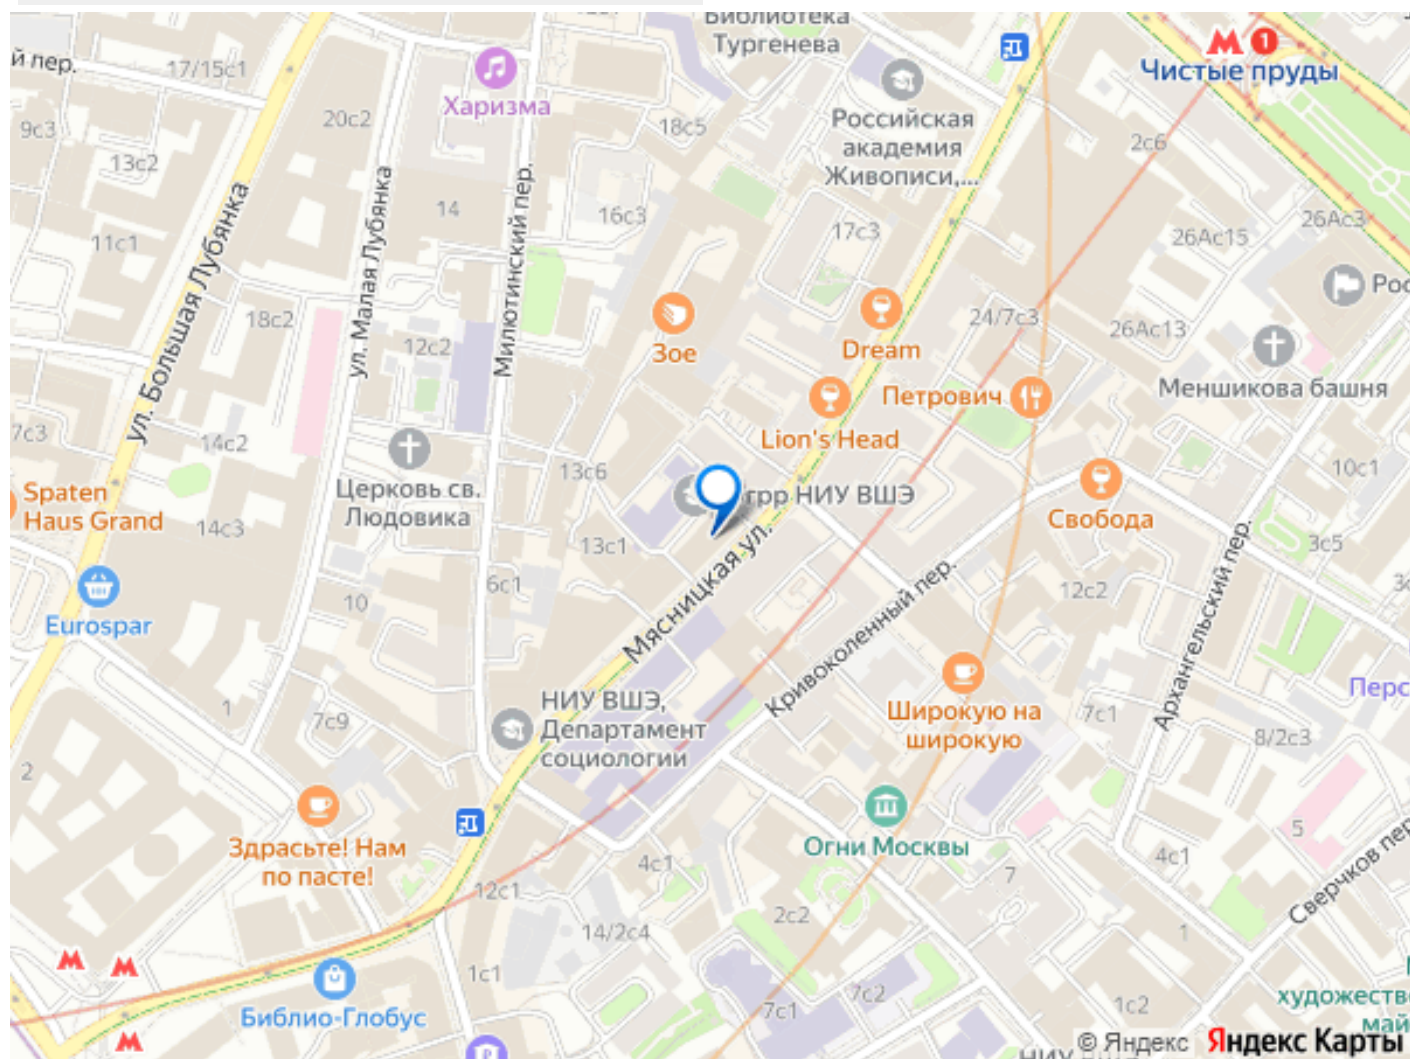 Библиотека
Тургенева
й пер.
17/15с1
Харизма
Чистые пруды
1
9с3
20с2
18с5
Российская
академия
Живописи,...
2с6
13с2
ул. Большая Лубянка
ул. Малая Лубянка
Милютинский пер.
14
16с3
17с3
26Ас15
26Ас3
11с1
Рос
18с2
12с2
Зое
Dream
24/7с3
26Ас13
Меншикова башня
Петрович
Lion's Head
7с3
14с2
Spaten
Haus Grand
14с3
Церковь св.
Людовика
13с6
грр НИУ ВШЭ
Свобода
10с1
13с1
Мясницкая ул.
Кривоколенный пер.
Архангельский пер.
3с5
Eurospar
10
6с1
12с2
1
7с9
НИУ ВШЭ,
Департамент
социологии
Широкую на
широкую
7с1
Перс
8/2с3
2
Здрасьте! Нам
по пасте!
Огни Москвы
5
4с1
7
4с1
Сверчков пер
12с1
14/2с4
2с2
1
1с1
Библио-Глобус
7с1
7с2
1с2
художеств
май
© Яндекс Яндекс Карты